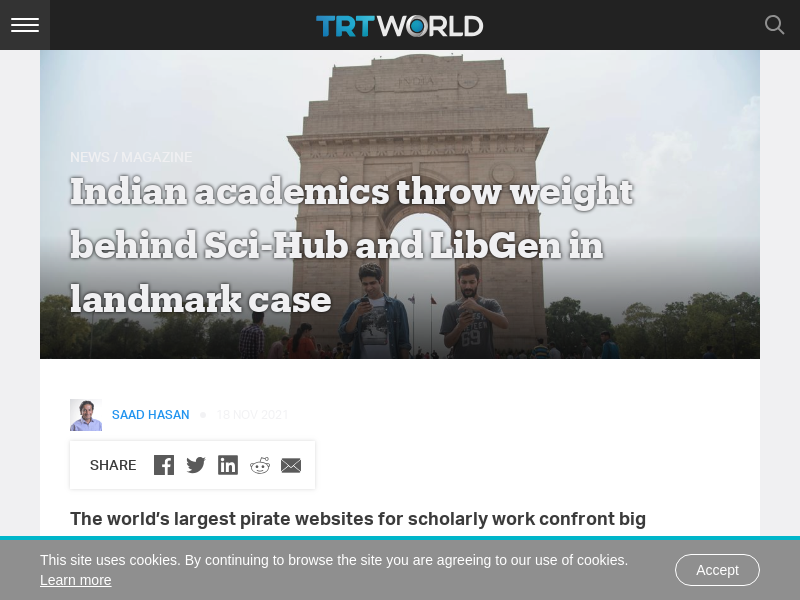 TRTWORLD
INDIA
NEWS / MAGAZINE
Indian academics throw weight
behind Sci-Hub and LibGen in
landmark case
69
SAAD HASAN
18 NOV 2021
SHARE
The world's largest pirate websites for scholarly work confront big
This site uses cookies. By continuing to browse the site you are agreeing to our use of cookies.
Learn more
Accept